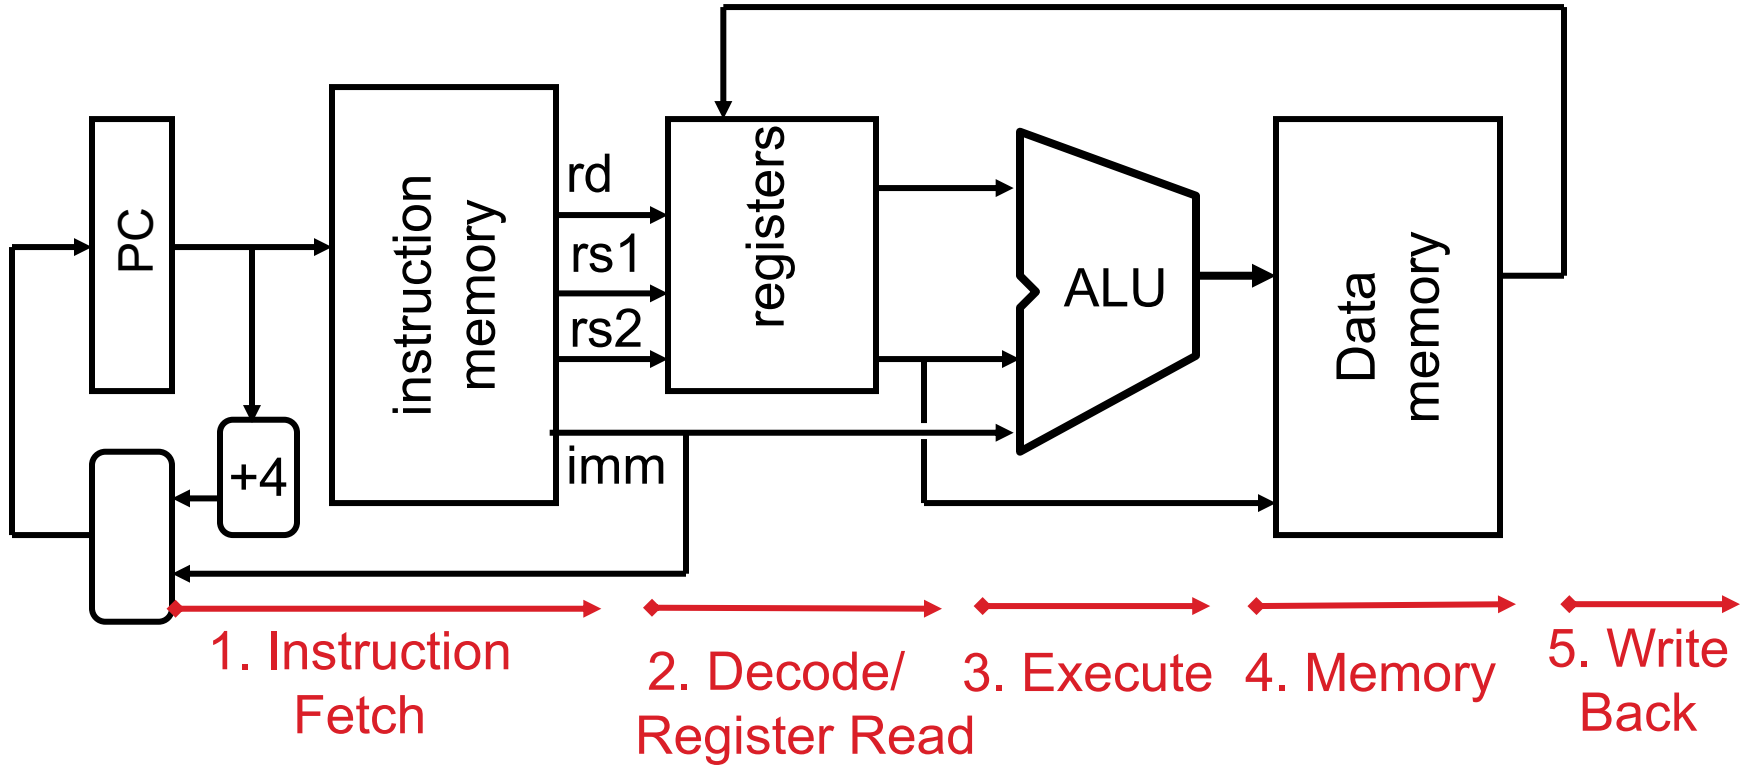 PC
+4
instruction
memory
rd
rs1
rs2
imm
registers
ALU
Data
memory
1. Instruction
Fetch
2. Decode/
Register Read
3. Execute
4. Memory
5. Write
Back